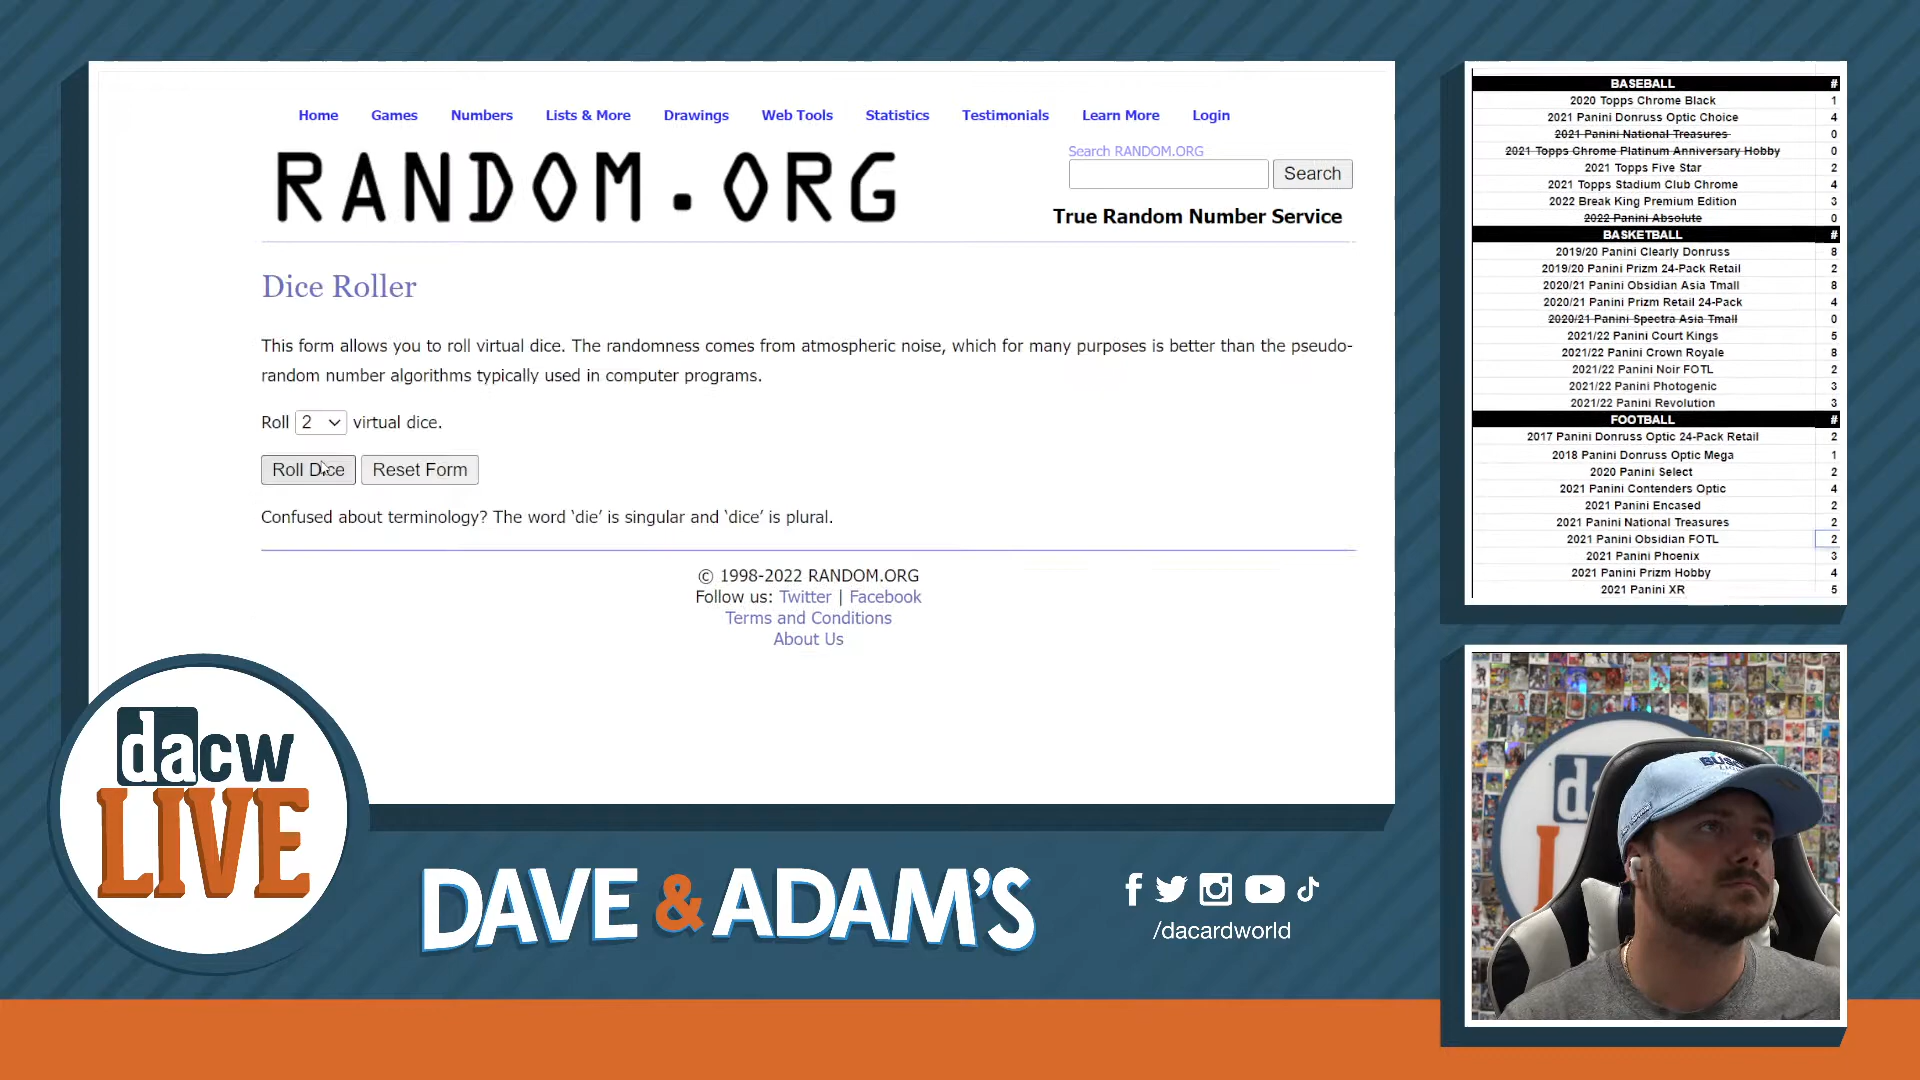 Home Games Numbers Lists & More Drawings Web Tools Statistics Testimonials Learn More Login
RANDOM.ORG
Search RANDOM.ORG
Search
True Random Number Service
Dice Roller
This form allows you to roll virtual dice. The randomness comes from atmospheric noise, which for many purposes is better than the pseudo-
random number algorithms typically used in computer programs.
Roll 2 virtual dice.
Roll Dice Reset Form
Confused about terminology? The word ‘die’ is singular and ‘dice’ is plural.
© 1998-2022 RANDOM.ORG
Follow us: Twitter | Facebook
Terms and Conditions
About Us
BASEBALL #
2020 Topps Chrome Black 1
2021 Panini Donruss Optic Choice 4
2021 Panini National Treasures 0
2021 Topps Chrome Platinum Anniversary Hobby 0
2021 Topps Five Star 2
2021 Topps Stadium Club Chrome 4
2022 Break King Premium Edition 3
2022 Panini Absolute 0
BASKETBALL #
2019/20 Panini Clearly Donruss 8
2019/20 Panini Prizm 24-Pack Retail 2
2020/21 Panini Obsidian Asia Tmall 8
2020/21 Panini Prizm Retail 24-Pack 4
2020/21 Panini Spectra Asia Tmall 0
2021/22 Panini Court Kings 5
2021/22 Panini Crown Royale 8
2021/22 Panini Noir FOTL 2
2021/22 Panini Photogenic 3
2021/22 Panini Revolution 3
FOOTBALL #
2017 Panini Donruss Optic 24-Pack Retail 2
2018 Panini Donruss Optic Mega 1
2020 Panini Select 2
2021 Panini Contenders Optic 4
2021 Panini Encased 2
2021 Panini National Treasures 2
2021 Panini Obsidian FOTL 2
2021 Panini Phoenix 3
2021 Panini Prizm Hobby 4
2021 Panini XR 5
dacw
LIVE
DAVE & ADAM'S
/dacardworld